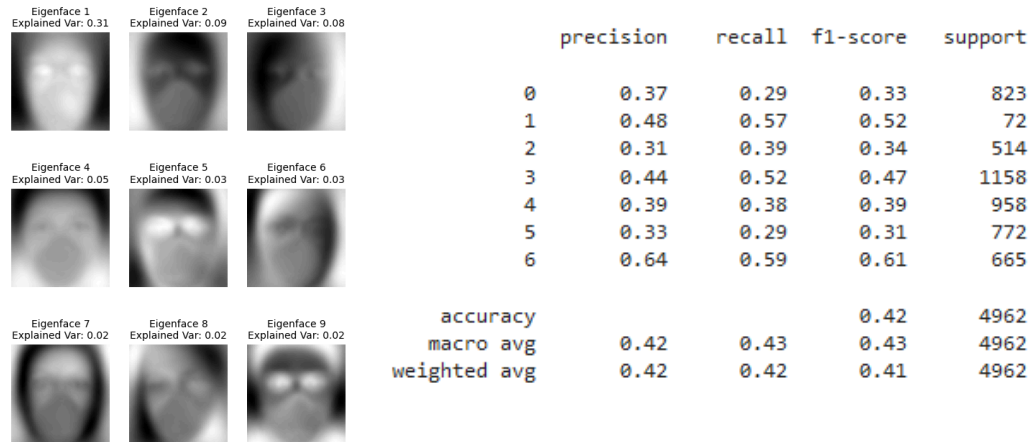 Eigenface 1
Explained Var: 0.31
Eigenface 2
Explained Var: 0.09
Eigenface 3
Explained Var: 0.08
Eigenface 4
Explained Var: 0.05
Eigenface 5
Explained Var: 0.03
Eigenface 6
Explained Var: 0.03
Eigenface 7
Explained Var: 0.02
Eigenface 8
Explained Var: 0.02
Eigenface 9
Explained Var: 0.02
precision recall f1-score support
0 0.37 0.29 0.33 823
1 0.48 0.57 0.52 72
2 0.31 0.39 0.34 514
3 0.44 0.52 0.47 1158
4 0.39 0.38 0.39 958
5 0.33 0.29 0.31 772
6 0.64 0.59 0.61 665
accuracy 0.42 4962
macro avg 0.42 0.43 0.43 4962
weighted avg 0.42 0.42 0.41 4962